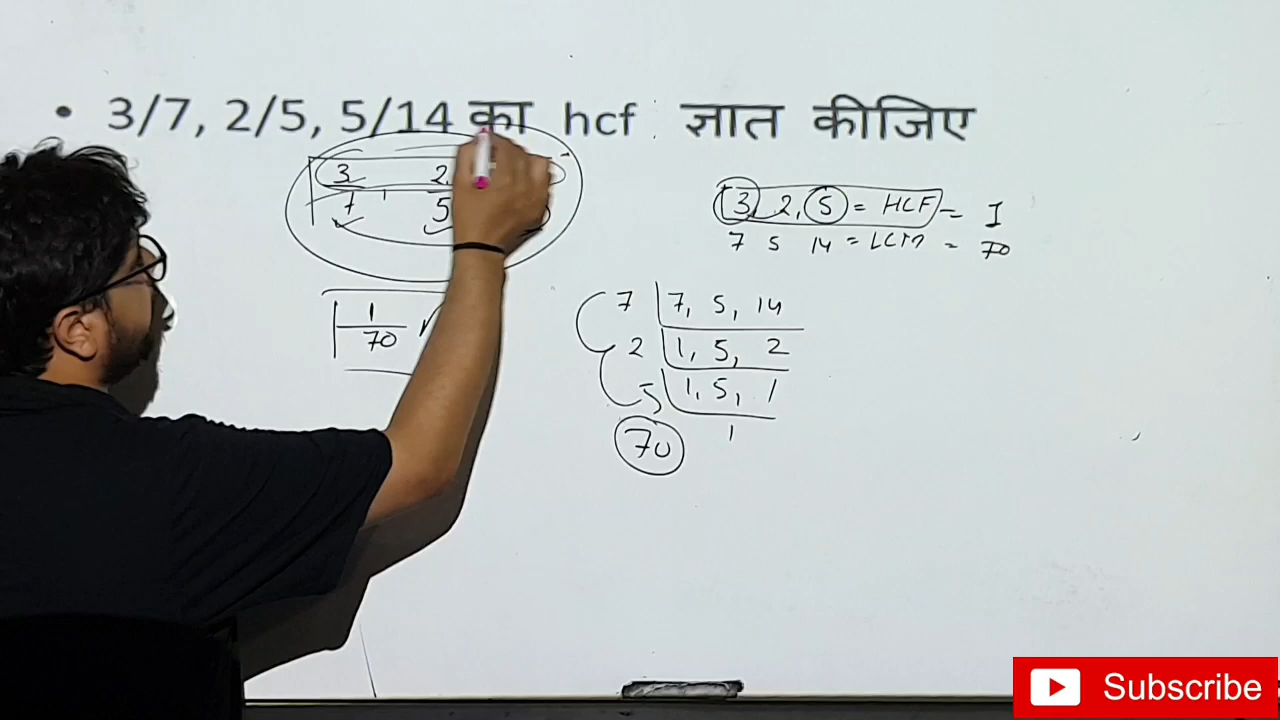 • 3/7, 2/5, 5/14 का hcf ज्ञात कीजिए
3 2,
7 , 5
3, 2, 5 = HCF = 1
7 5 14 = LCM = 70
1
70
7 | 7, 5, 14
2 | 1, 5, 2
5 | 1, 5, 1
1
70
Subscribe